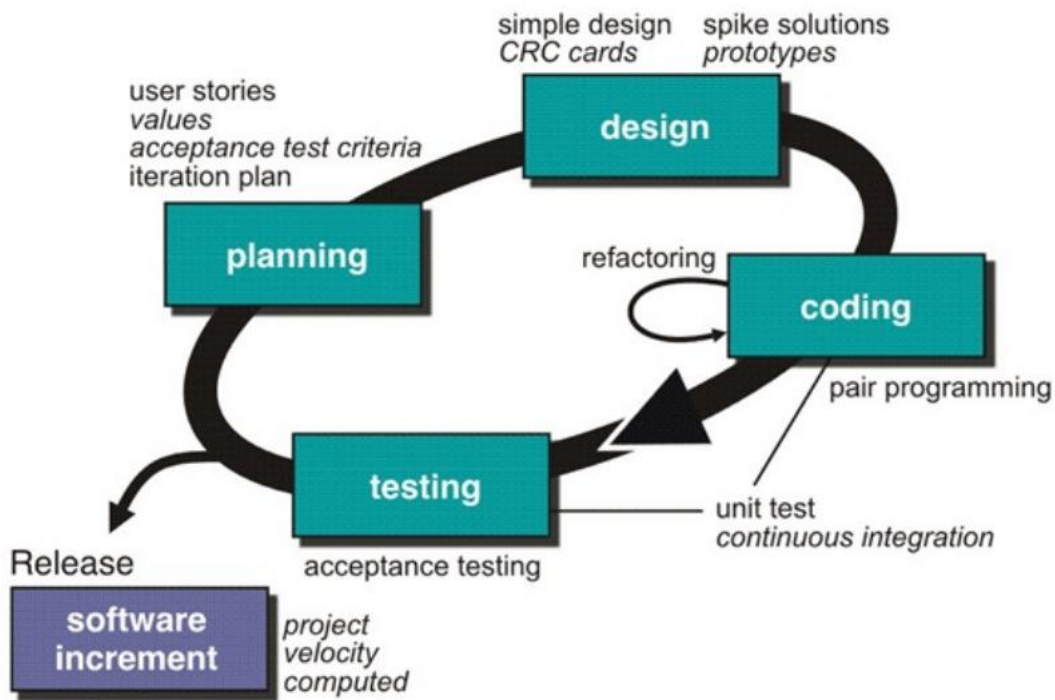 simple design
CRC cards
spike solutions
prototypes
user stories
values
acceptance test criteria
iteration plan
design
planning
refactoring
coding
pair programming
testing
unit test
continuous integration
acceptance testing
Release
software
increment
project
velocity
computed